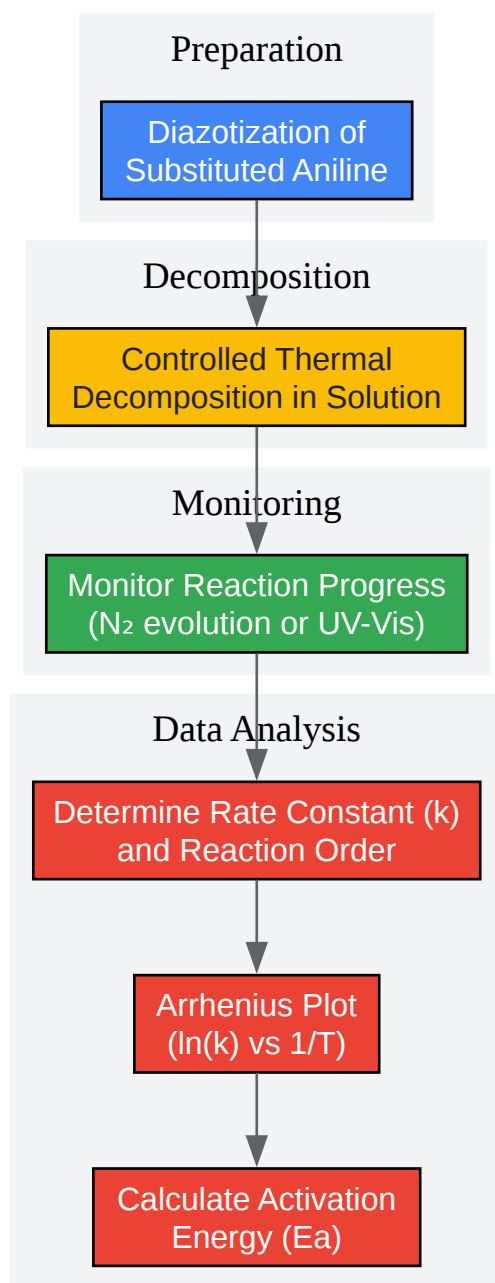 Preparation
Diazotization of
Substituted Aniline
Decomposition
Controlled Thermal
Decomposition in Solution
Monitoring
Monitor Reaction Progress
(N₂ evolution or UV-Vis)
Data Analysis
Determine Rate Constant (k)
and Reaction Order
Arrhenius Plot
(ln(k) vs 1/T)
Calculate Activation
Energy (Ea)